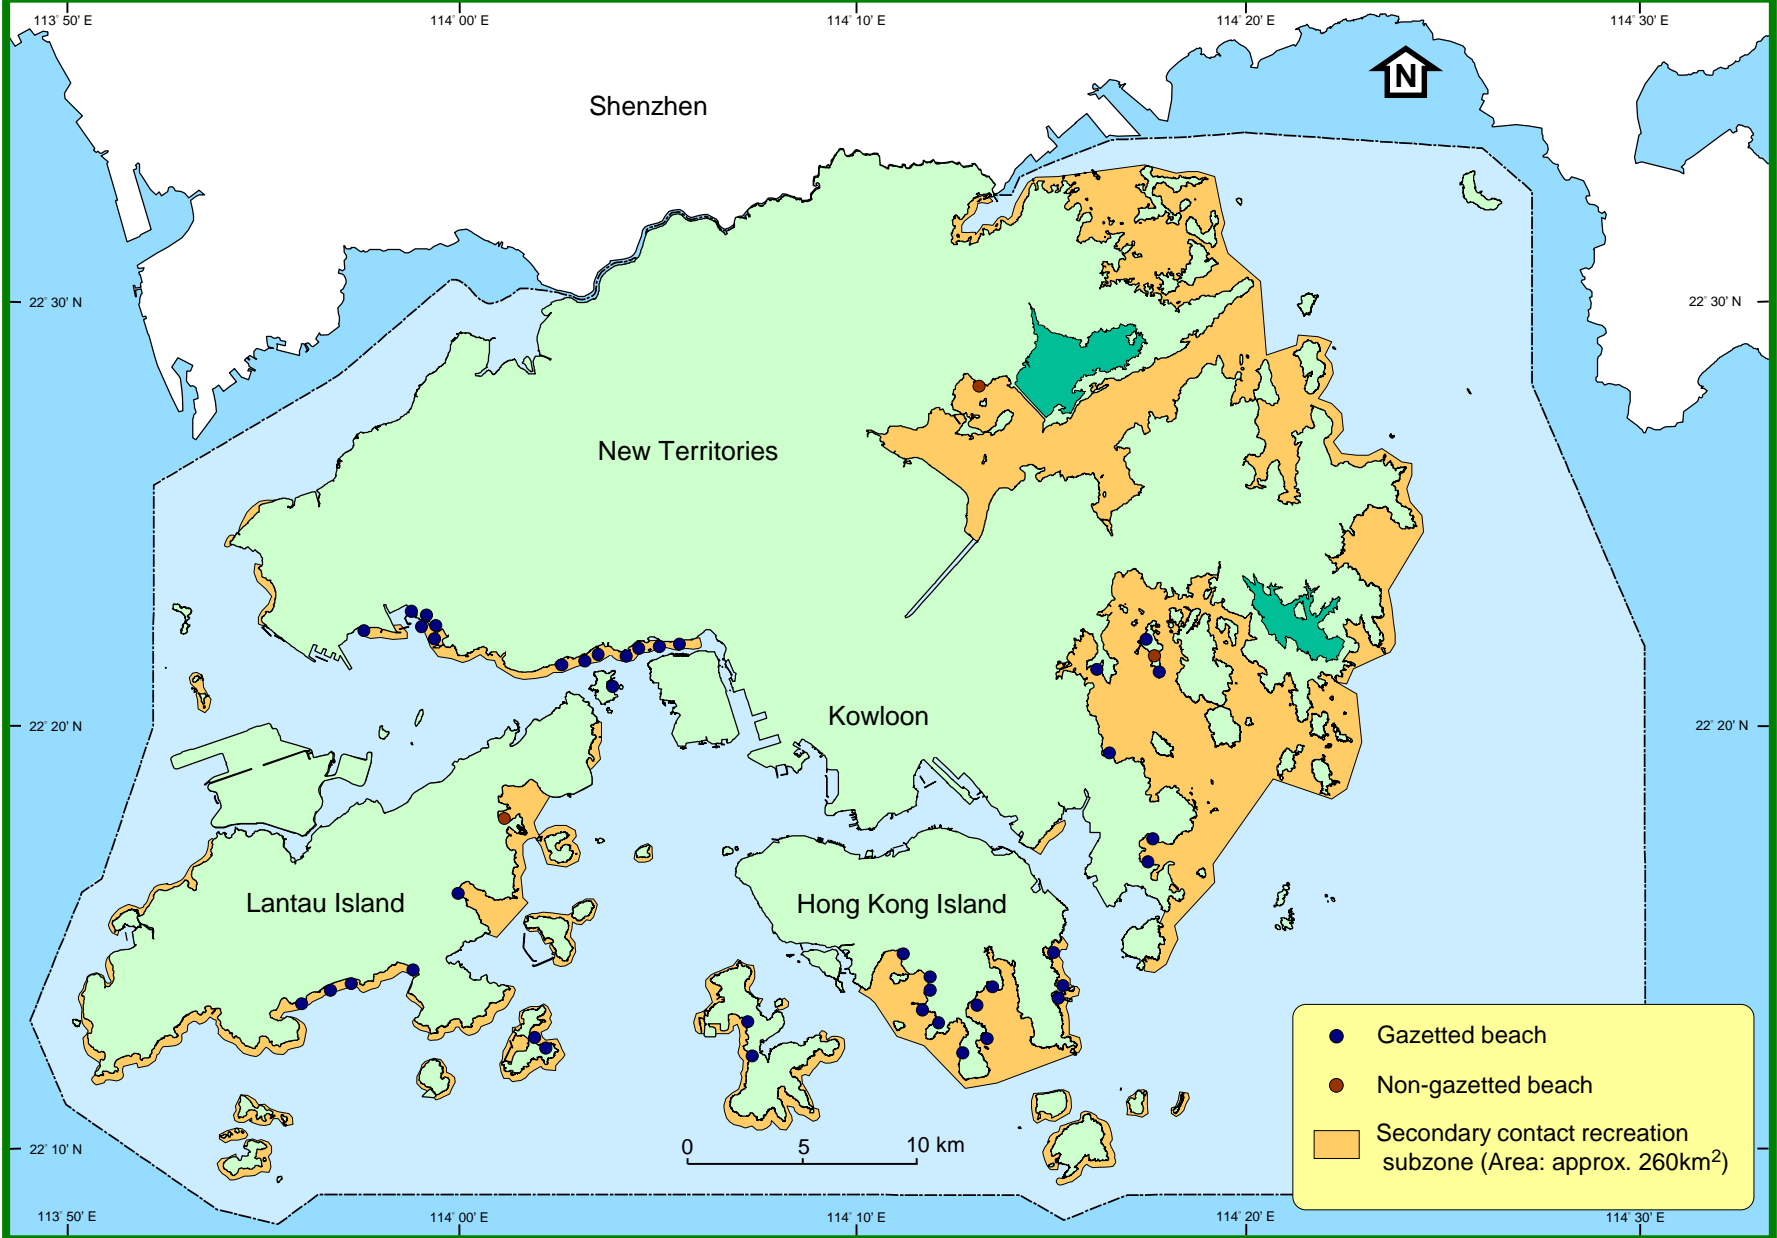 113° 50' E
114° 00' E
114° 10' E
114° 20' E
114° 30' E
N
Shenzhen
22° 30' N
22° 30' N
New Territories
Kowloon
22° 20' N
22° 20' N
Lantau Island
Hong Kong Island
Gazetted beach
Non-gazetted beach
Secondary contact recreation
subzone (Area: approx. 260km²)
0 5 10 km
22° 10' N
113° 50' E
114° 00' E
114° 10' E
114° 20' E
114° 30' E